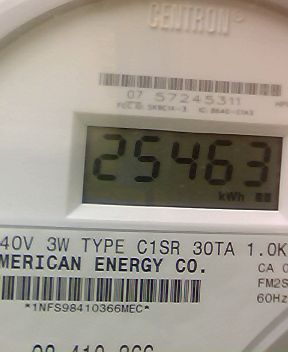 CENTRON
07 57245311
25463
kWh
40V 3W TYPE C1SR 30TA 1.0K
MERICAN ENERGY CO.
CA 0
FM2S
60Hz
*1NFS98410366MEC*